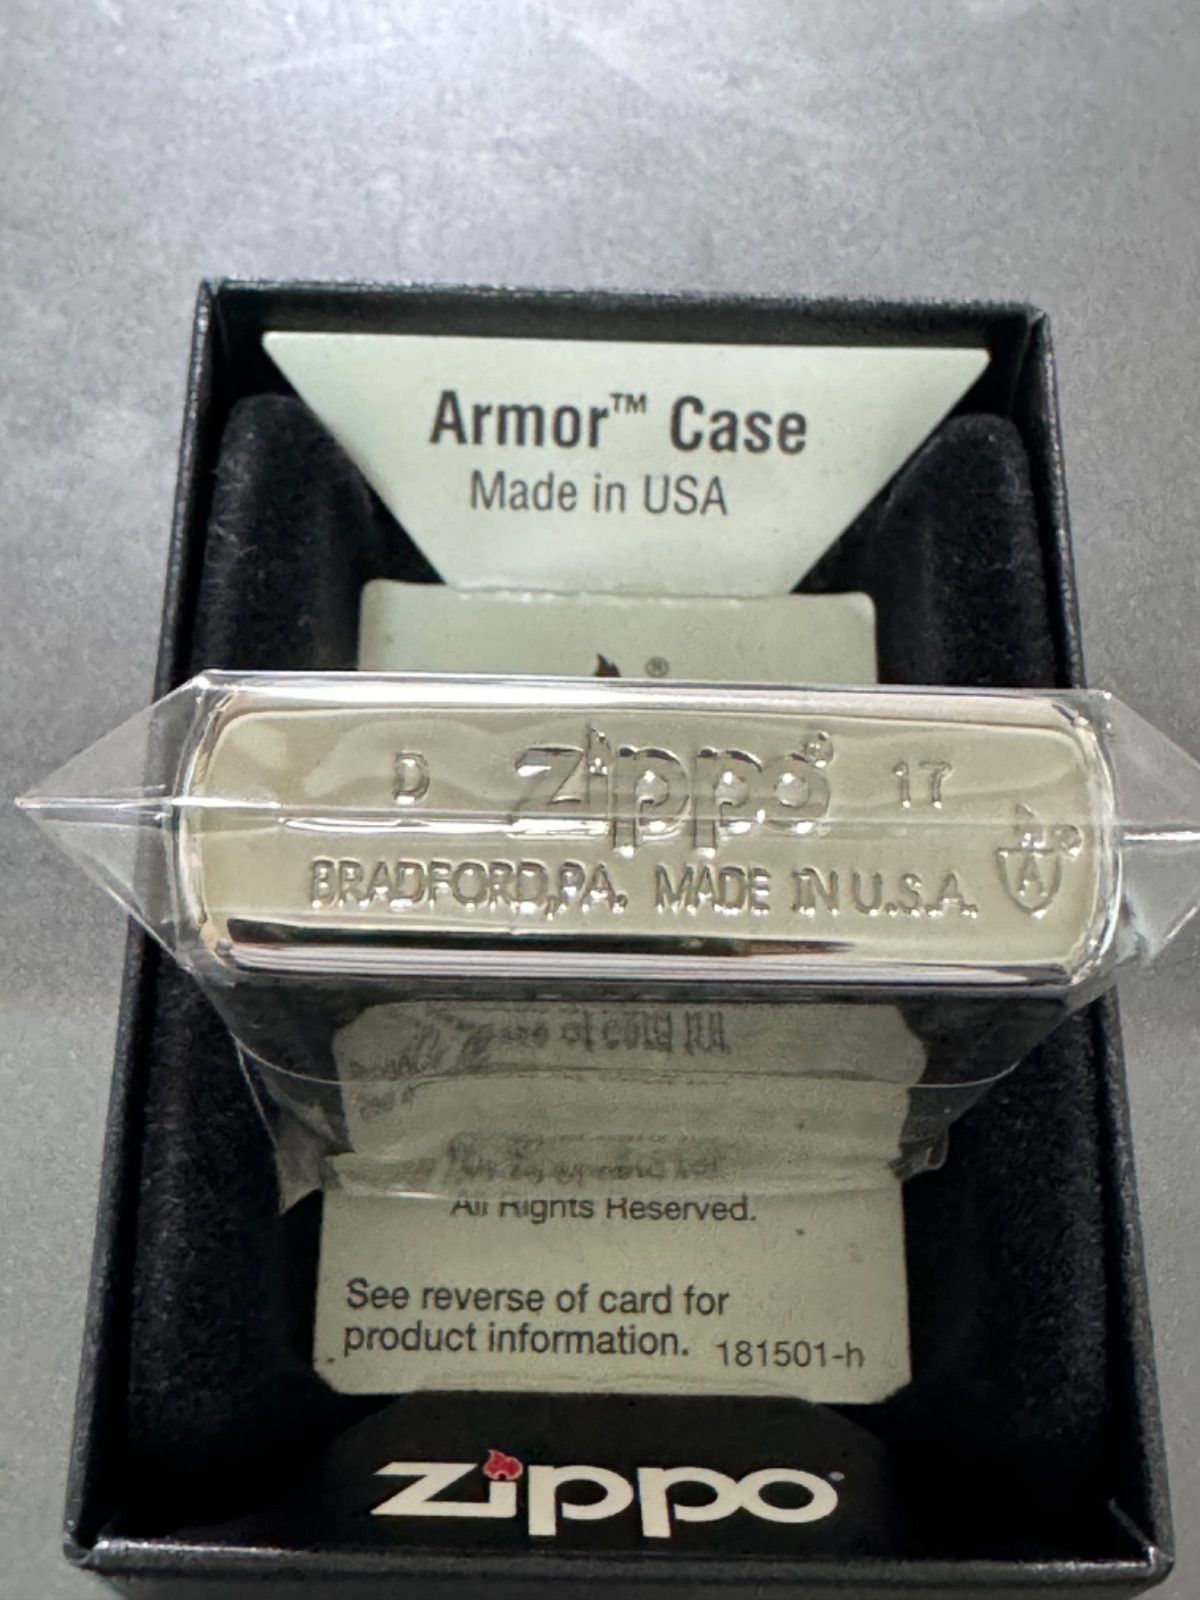 Armor™ Case
Made in USA
®
D zippo® 17
BRADFORD,PA. MADE IN U.S.A.
A ®
All Rights Reserved.
See reverse of card for
product information. 181501-h
zippo